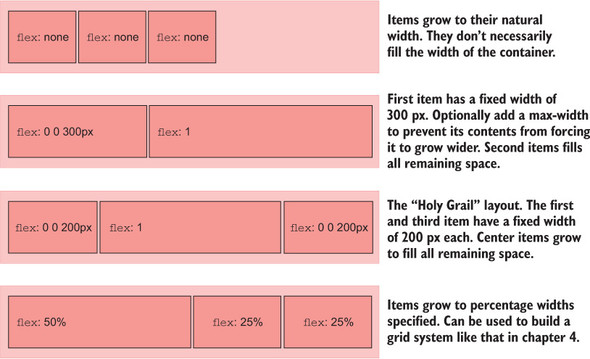 flex: none flex: none flex: none
Items grow to their natural
width. They don’t necessarily
fill the width of the container.
flex: 0 0 300px flex: 1
First item has a fixed width of
300 px. Optionally add a max-width
to prevent its contents from forcing
it to grow wider. Second items fills
all remaining space.
flex: 0 0 200px flex: 1 flex: 0 0 200px
The “Holy Grail” layout. The first
and third item have a fixed width
of 200 px each. Center items grow
to fill all remaining space.
flex: 50% flex: 25% flex: 25%
Items grow to percentage widths
specified. Can be used to build a
grid system like that in chapter 4.